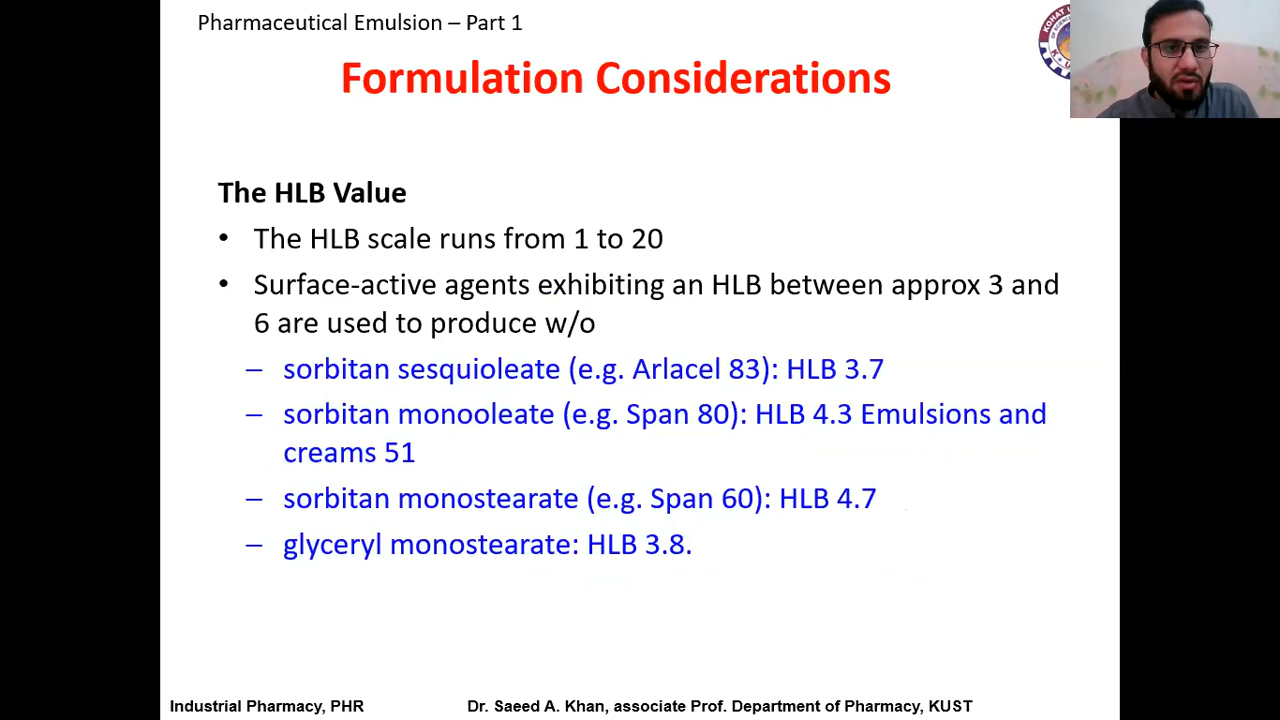 Pharmaceutical Emulsion – Part 1
Formulation Considerations
The HLB Value
• The HLB scale runs from 1 to 20
• Surface-active agents exhibiting an HLB between approx 3 and
6 are used to produce w/o
– sorbitan sesquioleate (e.g. Arlacel 83): HLB 3.7
– sorbitan monooleate (e.g. Span 80): HLB 4.3 Emulsions and
creams 51
– sorbitan monostearate (e.g. Span 60): HLB 4.7
– glyceryl monostearate: HLB 3.8.
Industrial Pharmacy, PHR
Dr. Saeed A. Khan, associate Prof. Department of Pharmacy, KUST